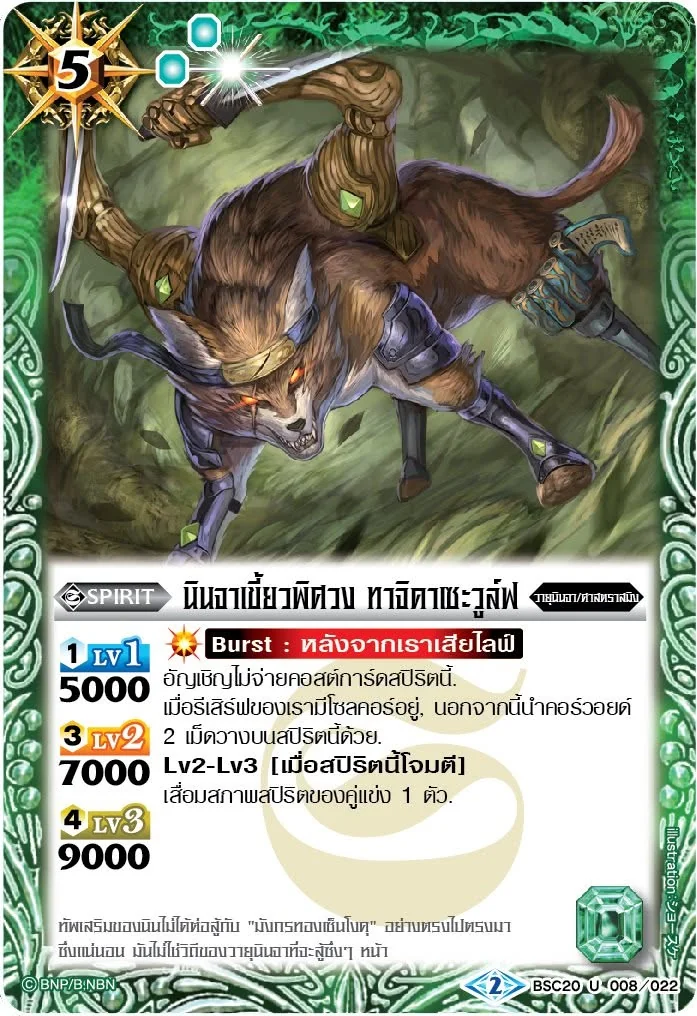 5
SPIRIT นินจาเขี้ยวพิศวง ทาจิคาเซะวูล์ฟ วายุนินจา/ศาสตราสมิง
Burst : หลังจากเราเสียไลฟ์
1 LV1
5000
อัญเชิญไม่จ่ายคอสต์การ์ดสปิริตนี้.
เมื่อรีเสิร์ฟของเรามีโซลคอร์อยู่, นอกจากนี้นำคอร์วอยด์
2 เม็ดวางบนสปิริตนี้ด้วย.
3 LV2
7000
Lv2-Lv3 [เมื่อสปิริตนี้โจมตี]
เสื่อมสภาพสปิริตของคู่แข่ง 1 ตัว.
4 LV3
9000
illustration:ショースケ
ทัพเสริมของนินไม่ได้ต่อสู้กับ "มังกรทองเซ็นโงคุ" อย่างตรงไปตรงมา
ซึ่งแน่นอน มันไม่ใช่วิถีของวายุนินจาที่จะสู้ซึ่งๆ หน้า
©BNP/B,NBN
2
BSC20 U 008/022